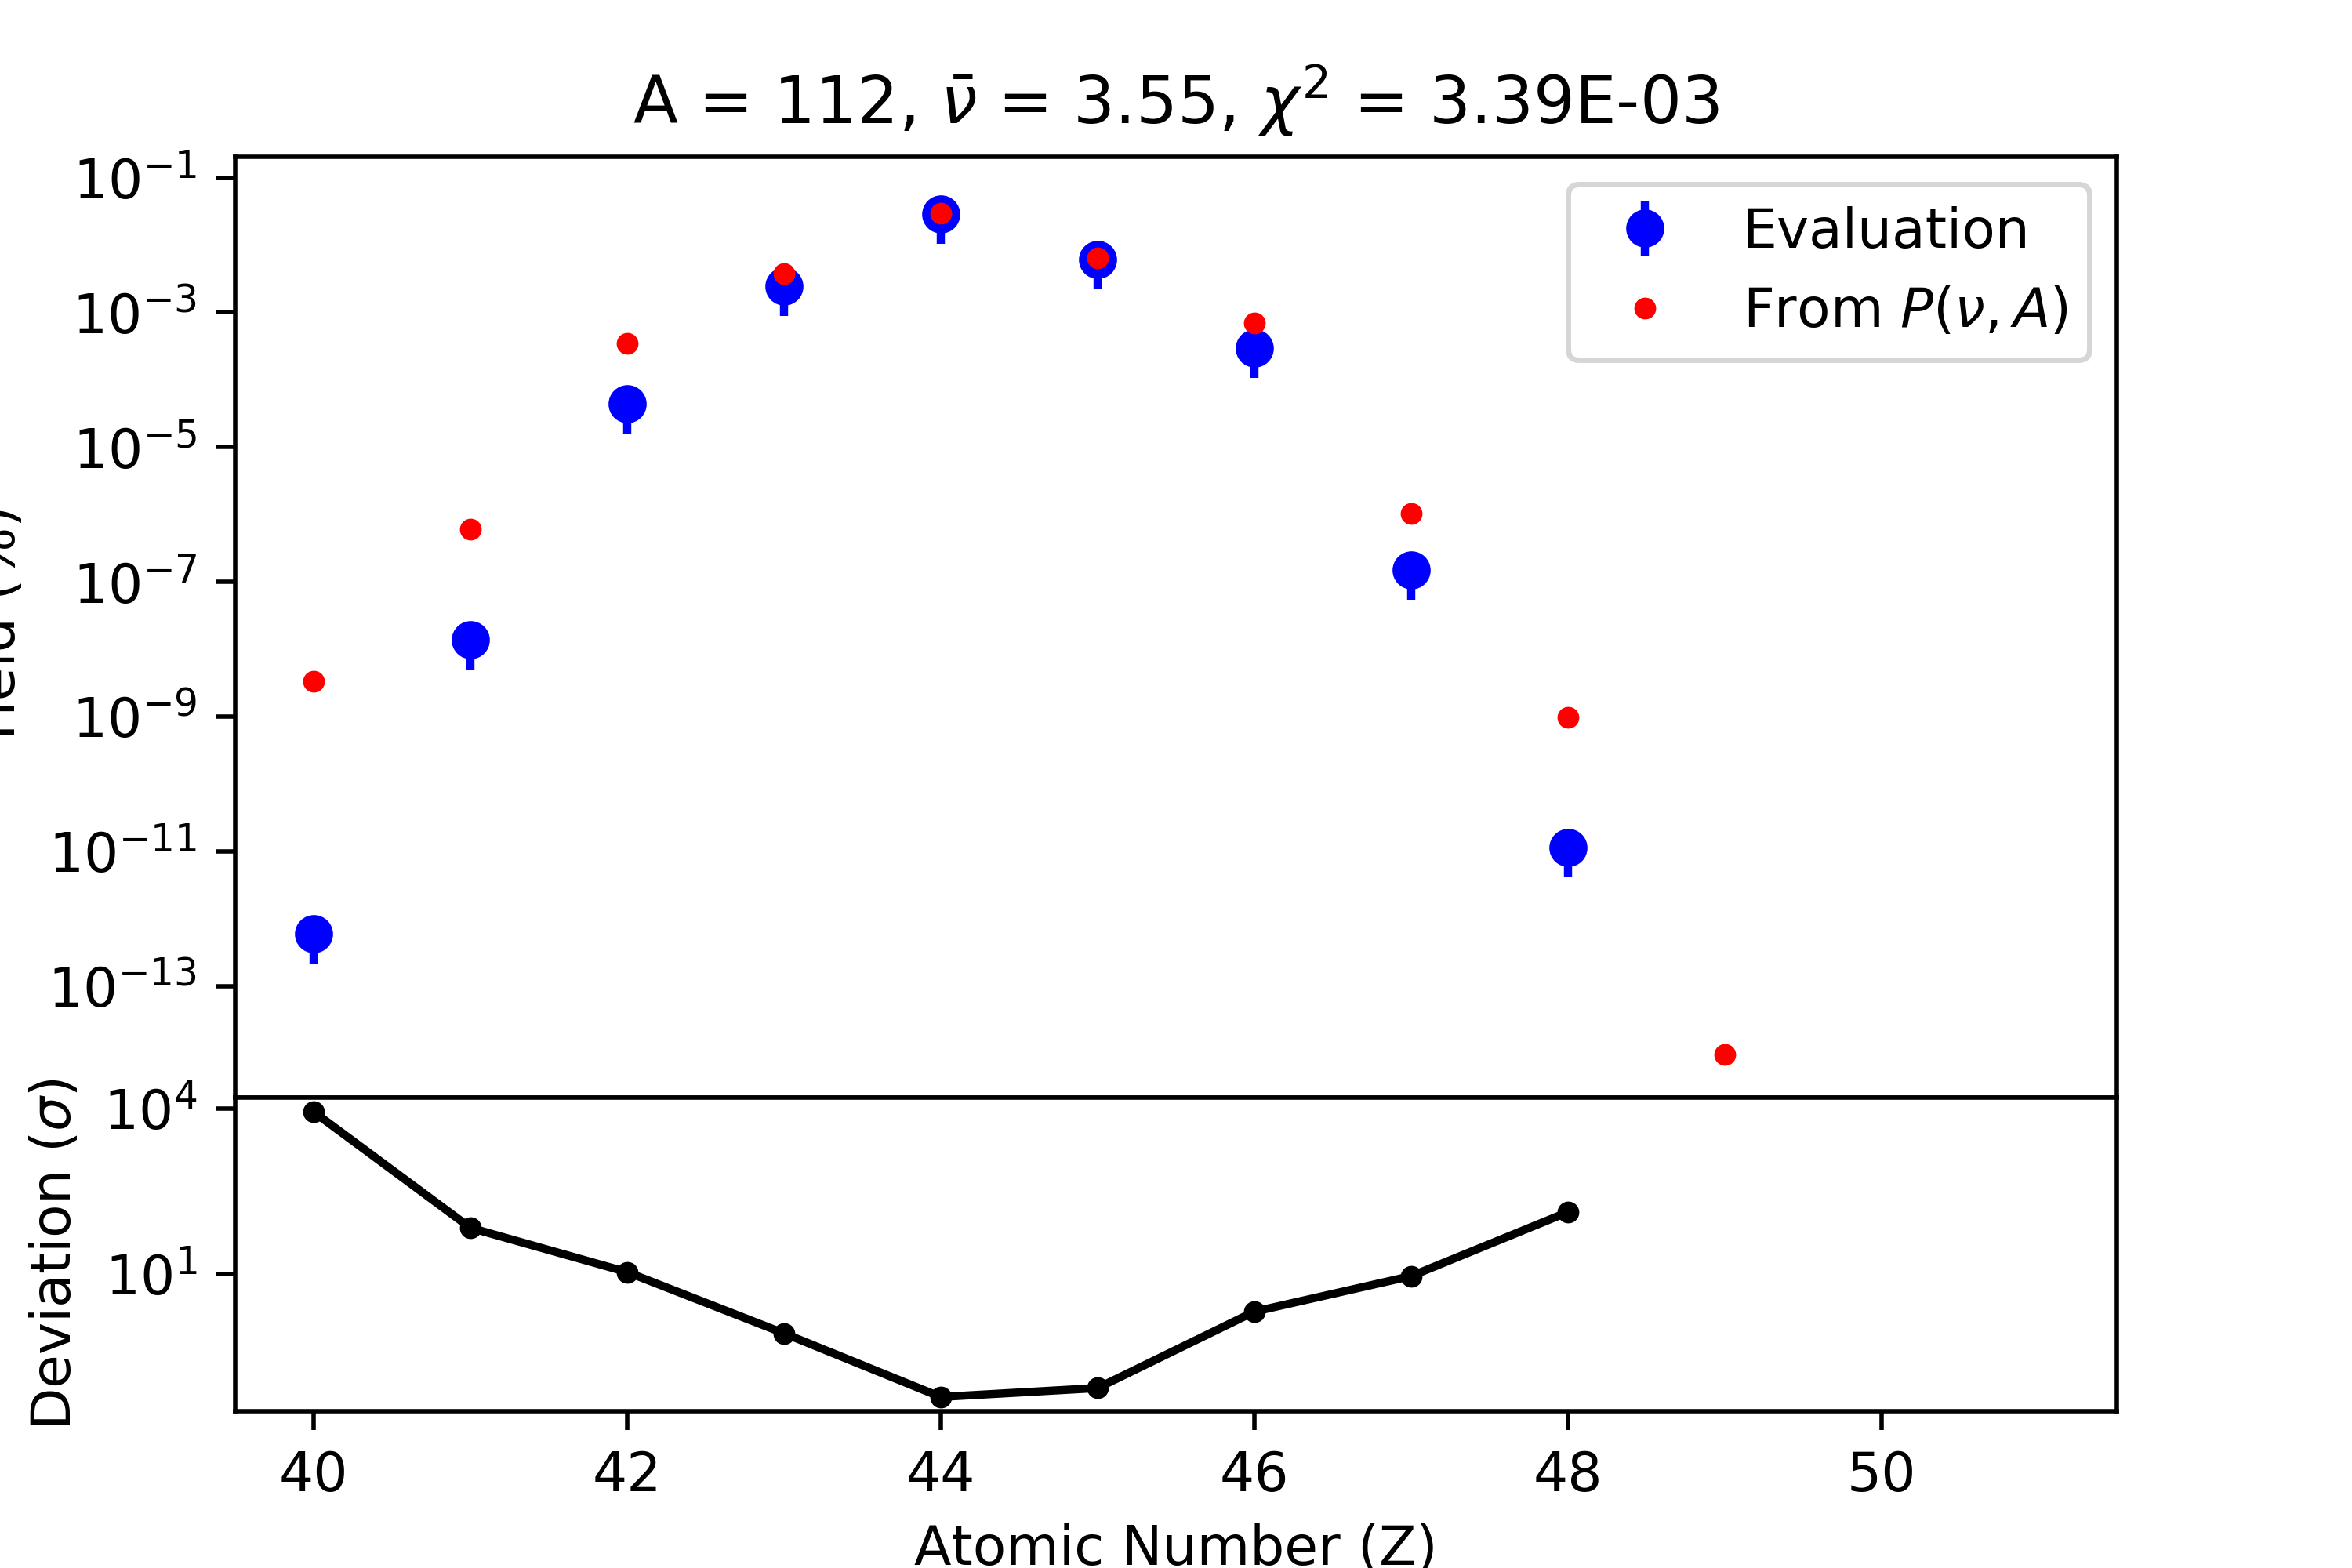 A = 112, ν̄ = 3.55, χ² = 3.39E-03
10⁻¹
10⁻³
10⁻⁵
10⁻⁷
10⁻⁹
10⁻¹¹
10⁻¹³
(%)
Evaluation
From P(ν, A)
Deviation (σ)
10⁴
10¹
40 42 44 46 48 50
Atomic Number (Z)